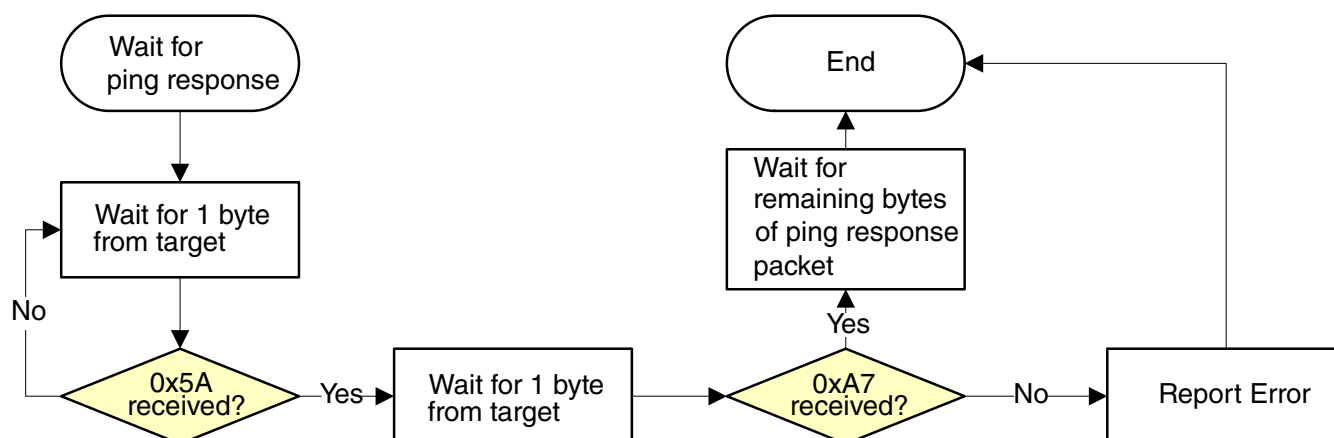 Wait for
ping response
Wait for 1 byte
from target
No
0x5A
received?
Yes
Wait for 1 byte
from target
0xA7
received?
Yes
Wait for
remaining bytes
of ping response
packet
End
No
Report Error